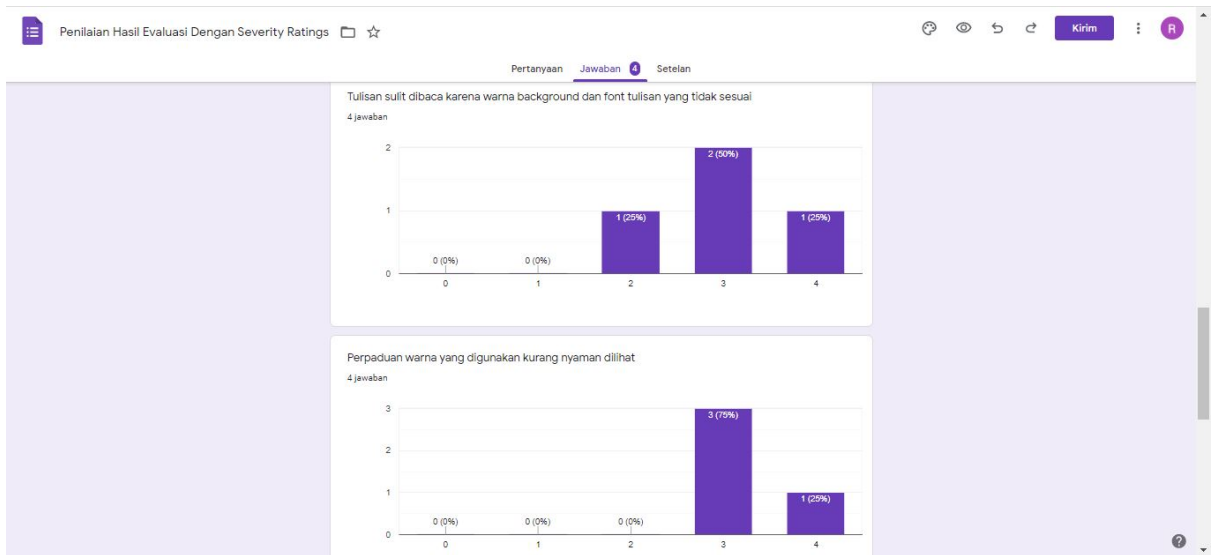 Penilaian Hasil Evaluasi Dengan Severity Ratings
Kirim
R
Pertanyaan Jawaban 4 Setelan
Tulisan sulit dibaca karena warna background dan font tulisan yang tidak sesuai
4 jawaban
2
2 (50%)
1
1 (25%)
1 (25%)
0 (0%)
0 (0%)
0
0 1 2 3 4
Perpaduan warna yang digunakan kurang nyaman dilihat
4 jawaban
3
3 (75%)
2
1
1 (25%)
0 (0%)
0 (0%)
0 (0%)
0
0 1 2 3 4
?